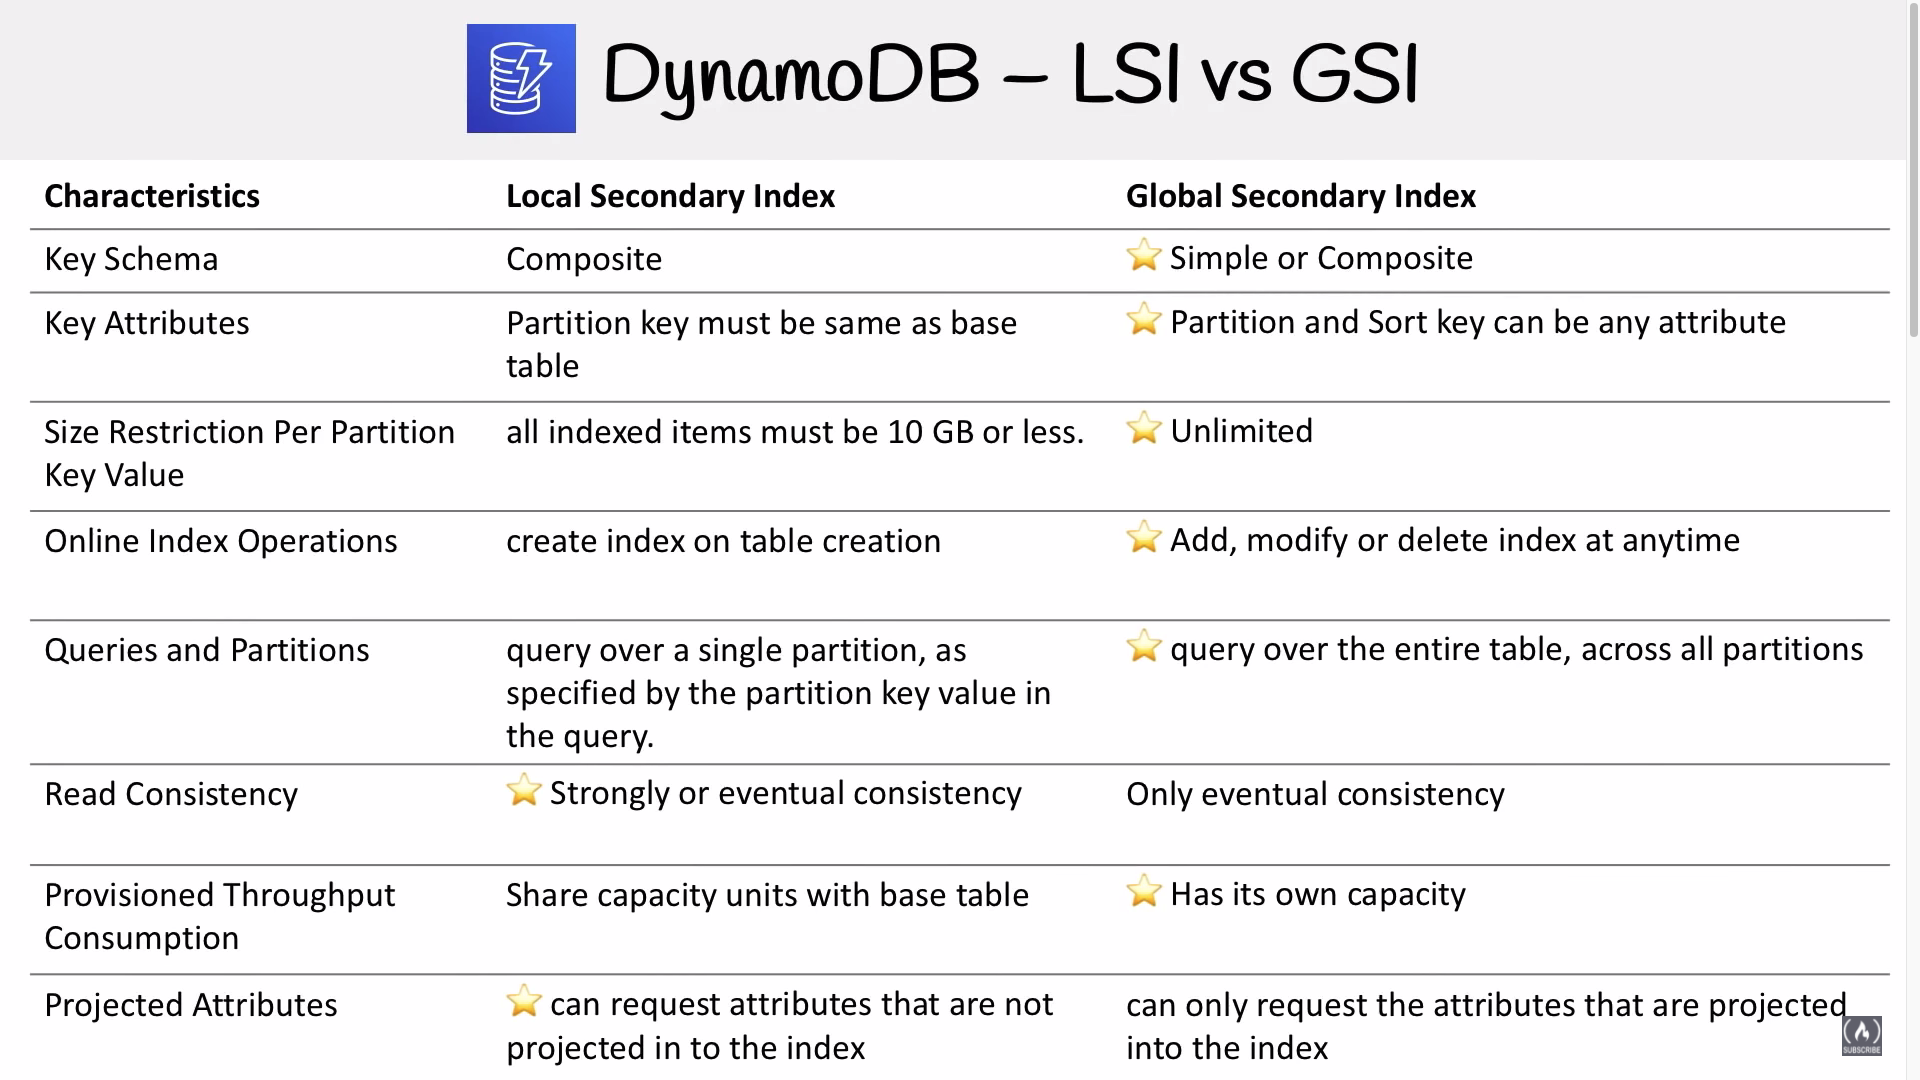 DynamoDB – LSI vs GSI
Characteristics
Local Secondary Index
Global Secondary Index
Key Schema
Composite
Simple or Composite
Key Attributes
Partition key must be same as base
table
Partition and Sort key can be any attribute
Size Restriction Per Partition
Key Value
all indexed items must be 10 GB or less.
Unlimited
Online Index Operations
create index on table creation
Add, modify or delete index at anytime
Queries and Partitions
query over a single partition, as
specified by the partition key value in
the query.
query over the entire table, across all partitions
Read Consistency
Strongly or eventual consistency
Only eventual consistency
Provisioned Throughput
Consumption
Share capacity units with base table
Has its own capacity
Projected Attributes
can request attributes that are not
projected in to the index
can only request the attributes that are projected
into the index
SUBSCRIBE